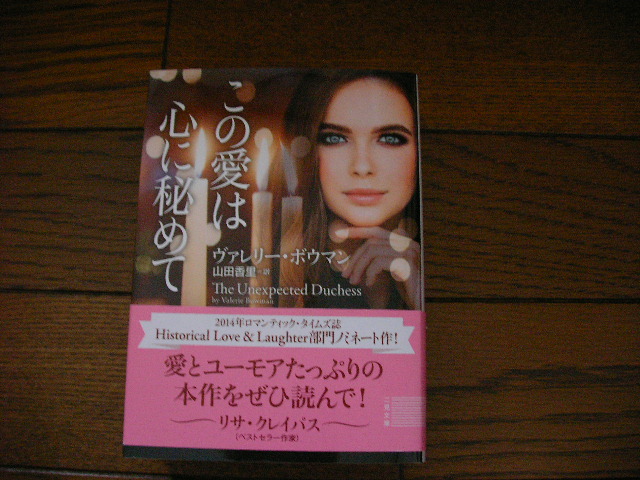 この愛は
心に秘めて
ヴァレリー・ボウマン
山田香里・訳
The Unexpected Duchess
by Valerie Bowman
2014年ロマンティック・タイムズ誌
Historical Love & Laughter部門ノミネート作!
愛とユーモアたっぷりの
本作をぜひ読んで!
リサ・クレイパス
(ベストセラー作家)
二見文庫